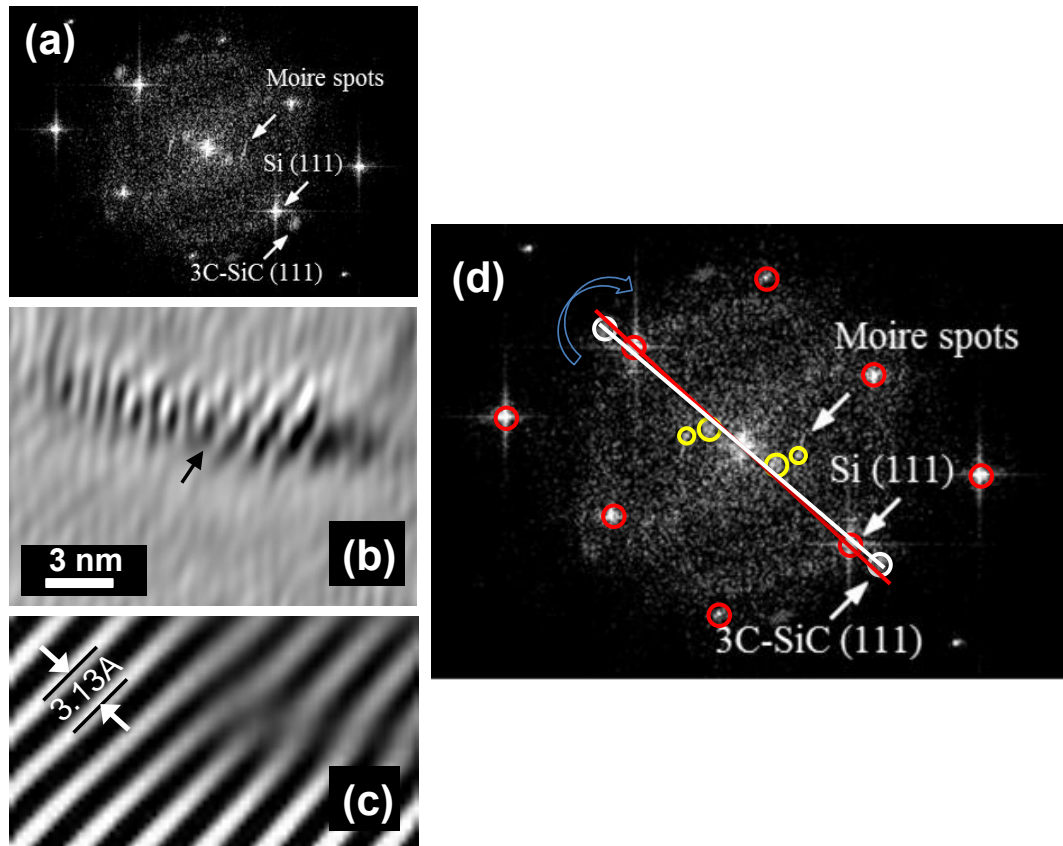 (a)
Moire spots
Si (111)
3C-SiC (111)
3 nm
(b)
3.13A
(c)
(d)
Moire spots
Si (111)
3C-SiC (111)